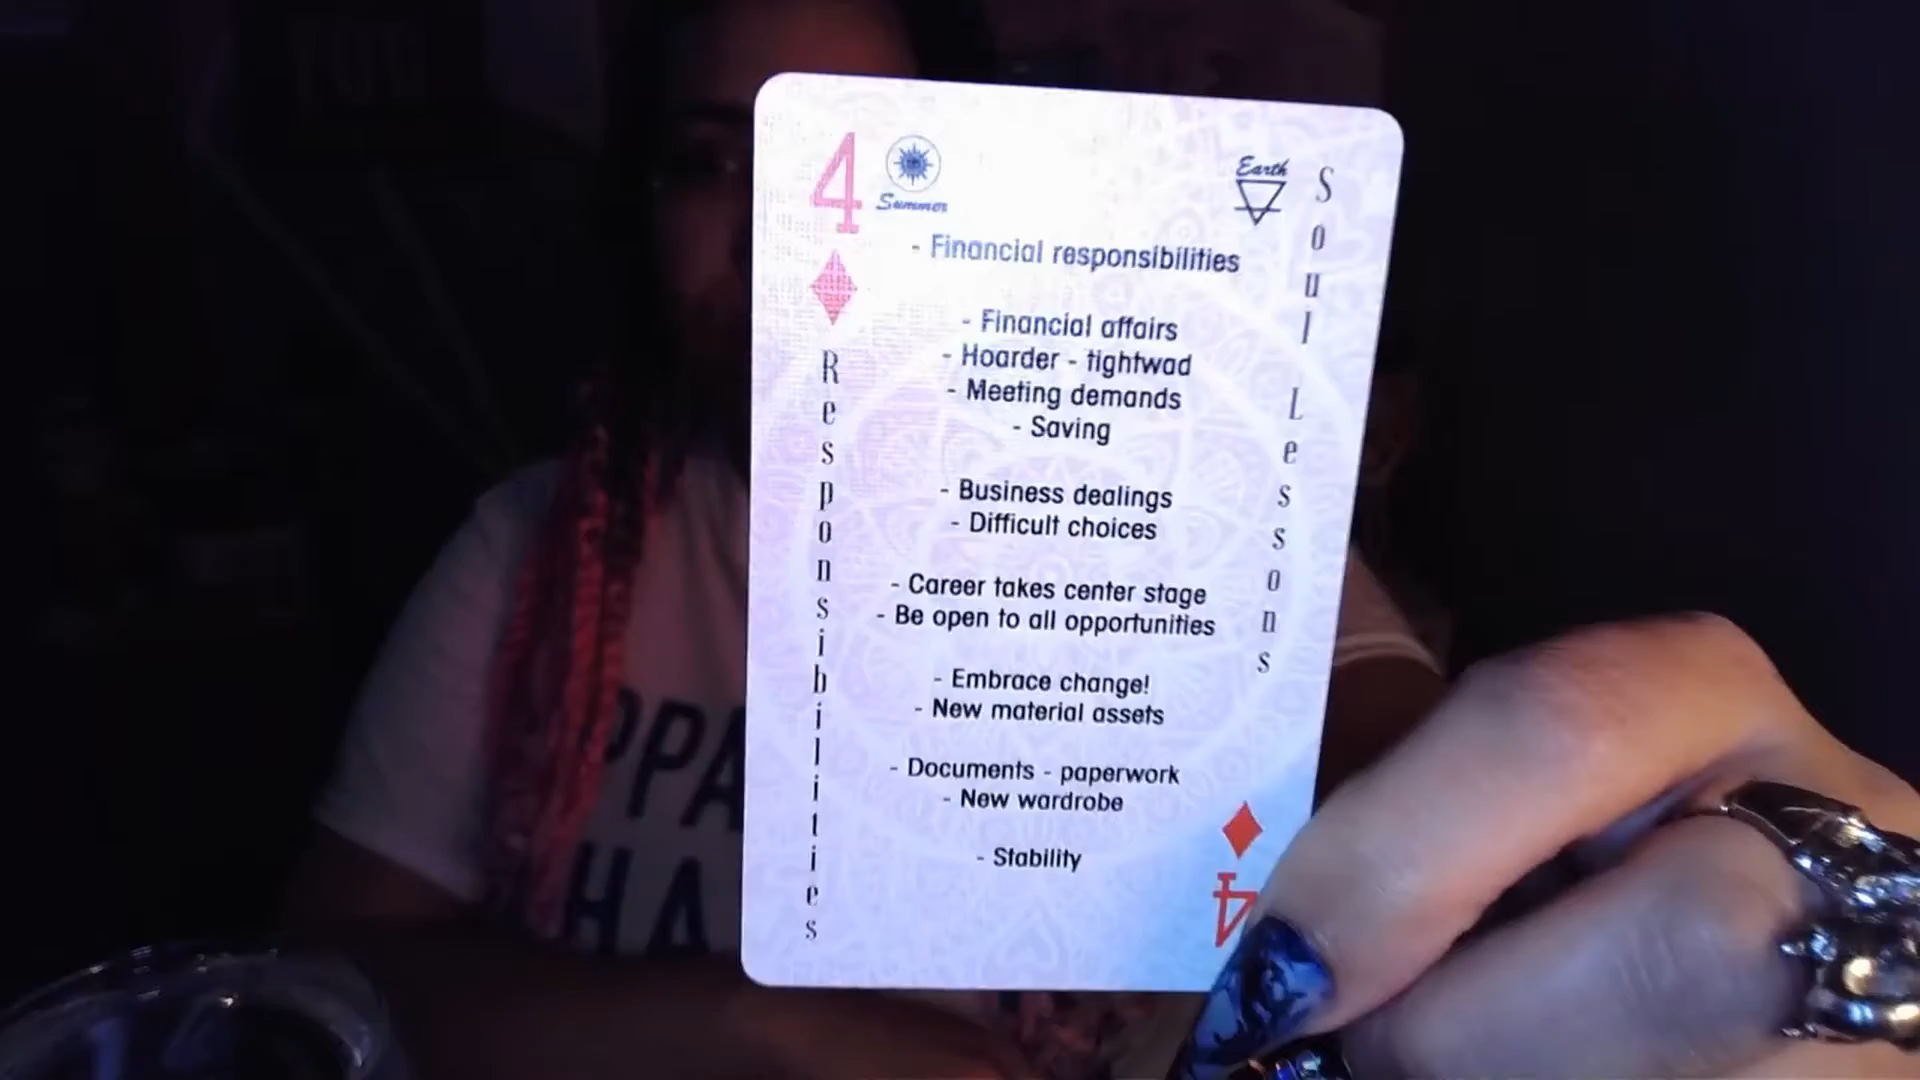 4
Summer
Earth
Soul Lessons
Responsibilities
- Financial responsibilities
- Financial affairs
- Hoarder - tightwad
- Meeting demands
- Saving
- Business dealings
- Difficult choices
- Career takes center stage
- Be open to all opportunities
- Embrace change!
- New material assets
- Documents - paperwork
- New wardrobe
- Stability
4